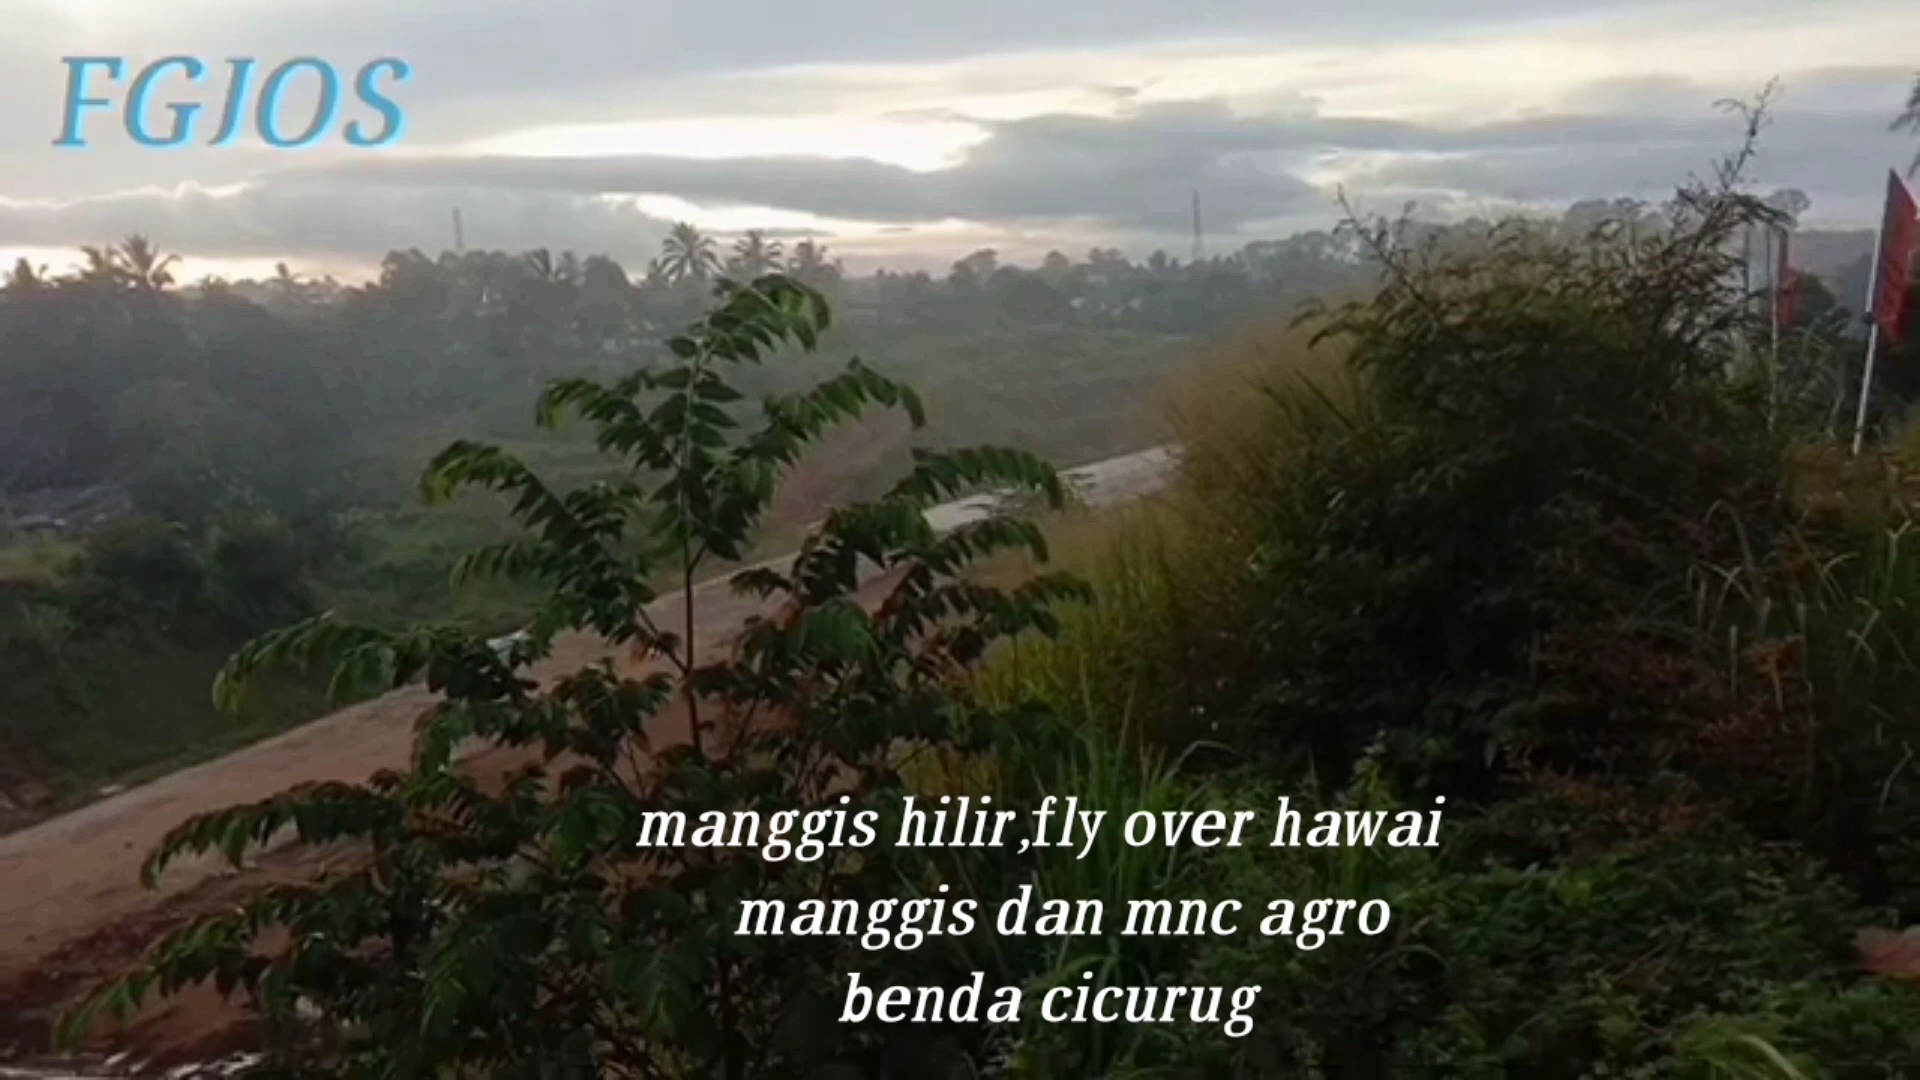 FGJOS
manggis hilir,fly over hawai
manggis dan mnc agro
benda cicurug